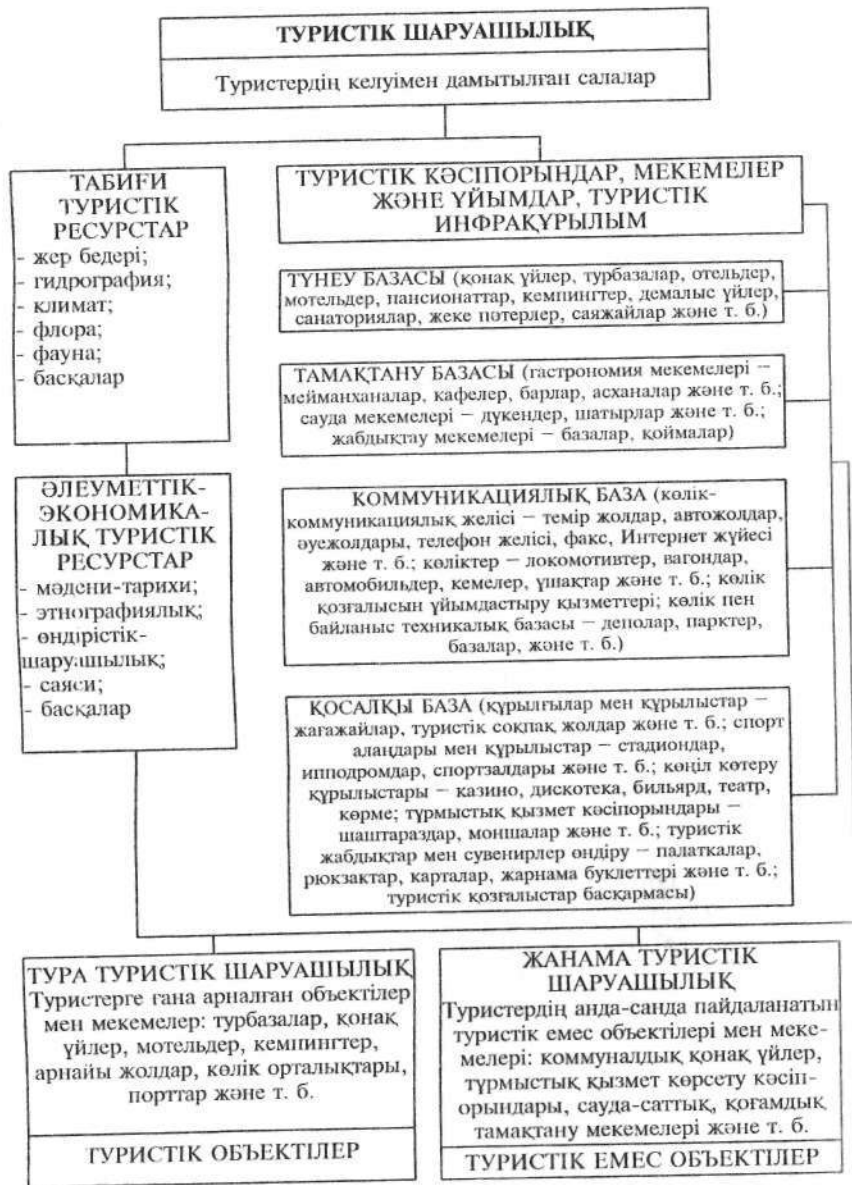 ТУРИСТІК ШАРУАШЫЛЫҚ
Туристердің келуімен дамытылған салалар
ТАБИҒИ
ТУРИСТІК
РЕСУРСТАР
- жер бедері;
- гидрография;
- климат;
- флора;
- фауна;
- басқалар
ӘЛЕУМЕТТІК-
ЭКОНОМИКА-
ЛЫҚ ТУРИСТІК
РЕСУРСТАР
- мәдени-тарихи;
- этнографиялық;
- өндірістік-
шаруашылық;
- саяси;
- басқалар
ТУРИСТІК КӘСІПОРЫНДАР, МЕКЕМЕЛЕР
ЖӘНЕ ҰЙЫМДАР, ТУРИСТІК
ИНФРАҚҰРЫЛЫМ
ТҮНЕУ БАЗАСЫ (қонақ үйлер, турбазалар, отельдер,
мотельдер, пансионаттар, кемпингтер, демалыс үйлер,
санаториялар, жеке пәтерлер, саяжайлар және т. б.)
ТАМАҚТАНУ БАЗАСЫ (гастрономия мекемелері —
мейманханалар, кафелер, барлар, асханалар және т. б.;
сауда мекемелері — дүкендер, шатырлар және т. б.;
жабдықтау мекемелері — базалар, қоймалар)
КОММУНИКАЦИЯЛЫҚ БАЗА (көлік-
коммуникациялық желісі — темір жолдар, автожолдар,
әуежолдары, телефон желісі, факс, Интернет жүйесі
және т. б.; көліктер — локомотивтер, вагондар,
автомобильдер, кемелер, ұшақтар және т. б.; көлік
қозғалысын ұйымдастыру қызметтері; көлік пен
байланыс техникалық базасы — деполар, парктер,
базалар, және т. б.)
ҚОСАЛҚЫ БАЗА (құрылғылар мен құрылыстар —
жағажайлар, туристік соқпақ жолдар және т. б.; спорт
алаңдары мен құрылыстар — стадиондар,
ипподромдар, спортзалдары және т. б.; көңіл көтеру
құрылыстары — казино, дискотека, бильярд, театр,
көрме; тұрмыстық қызмет кәсіпорындары —
шаштараздар, моншалар және т. б.; туристік
жабдықтар мен сувенирлер өндіру — палаткалар,
рюкзактар, карталар, жарнама буклеттері және т. б.;
туристік қозғалыстар басқармасы)
ТУРА ТУРИСТІК ШАРУАШЫЛЫҚ
Туристерге ғана арналған объектілер
мен мекемелер: турбазалар, қонақ
үйлер, мотельдер, кемпингтер,
арнайы жолдар, көлік орталықтары,
порттар және т. б.
ТУРИСТІК ОБЪЕКТІЛЕР
ЖАНАМА ТУРИСТІК
ШАРУАШЫЛЫҚ
Туристердің анда-санда пайдаланатын
туристік емес объектілері мен меке-
мелері: коммуналдық қонақ үйлер,
тұрмыстық қызмет көрсету кәсіп-
орындары, сауда-саттық, қоғамдық
тамақтану мекемелері және т. б.
ТУРИСТІК ЕМЕС ОБЪЕКТІЛЕР